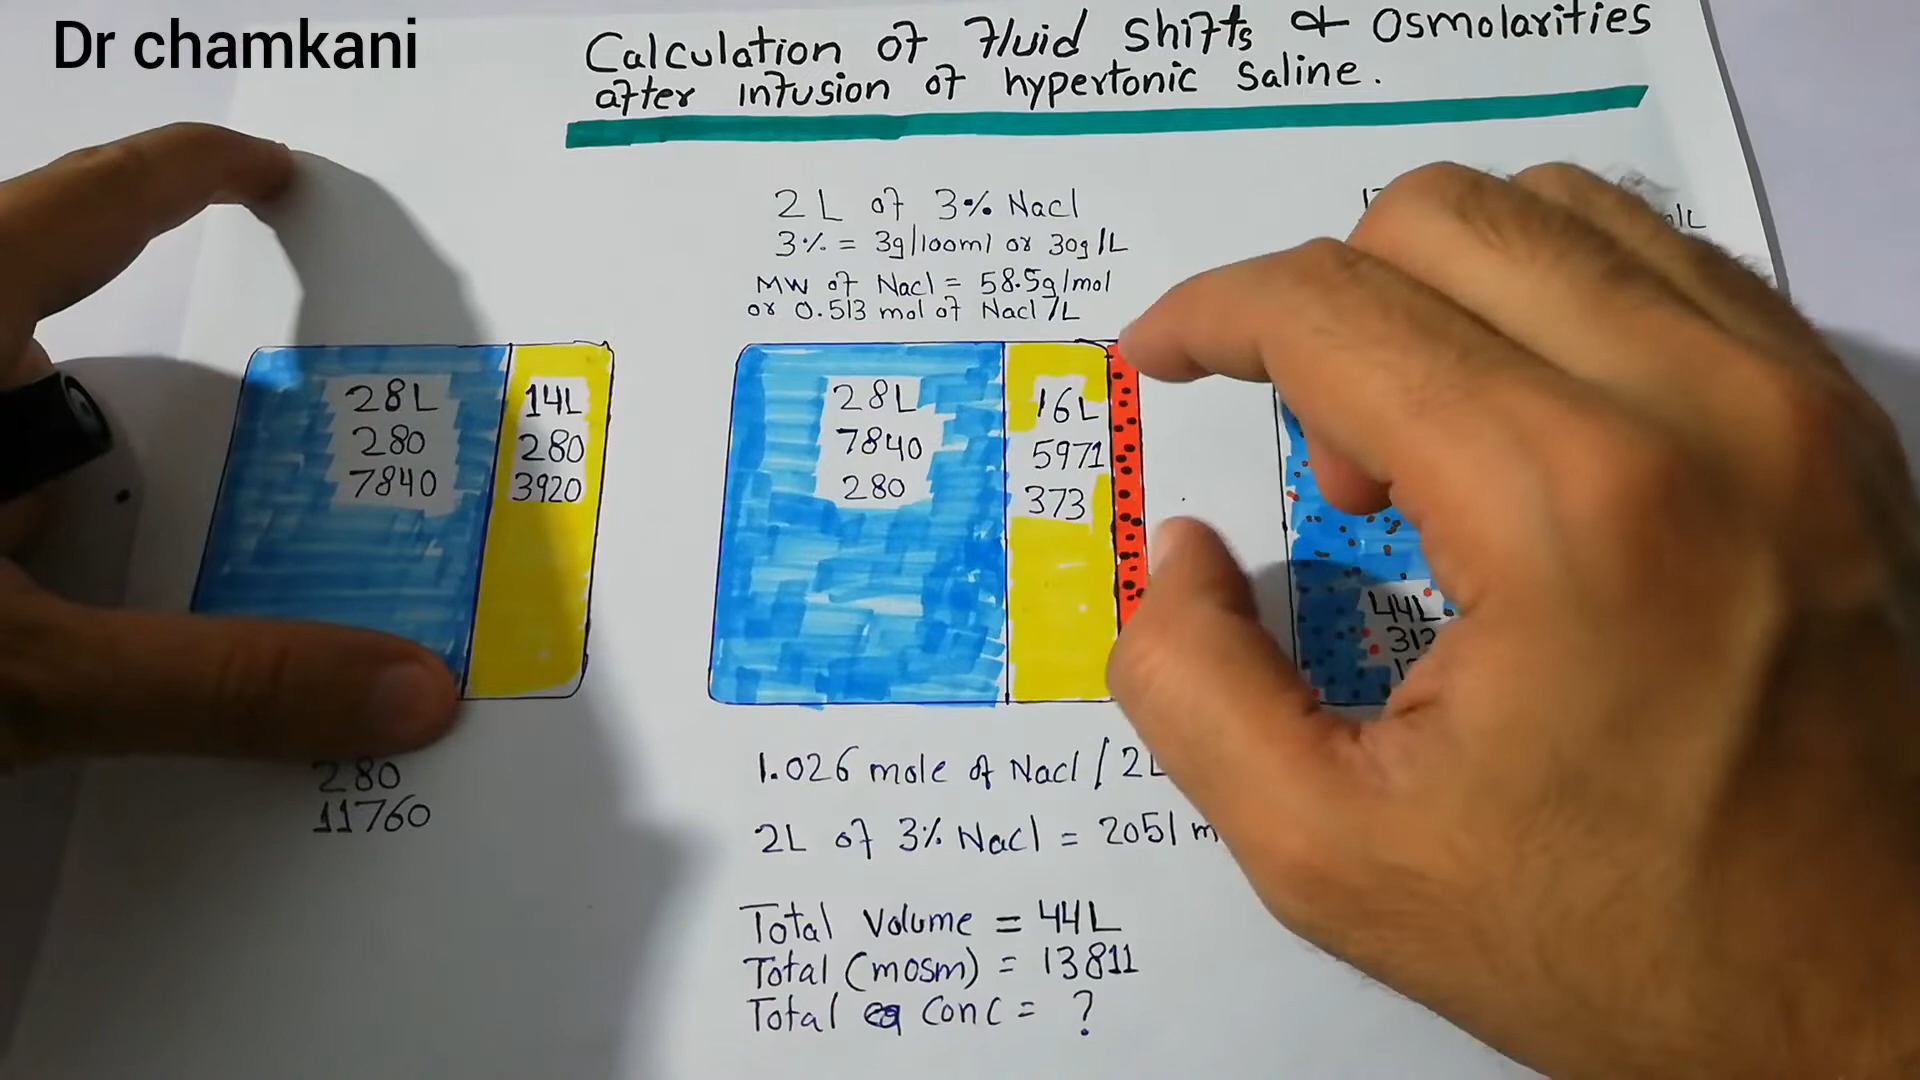 Dr chamkani
Calculation of Fluid Shifts & Osmolarities
after infusion of hypertonic Saline.
2 L of 3% Nacl
3% = 3g/100ml or 30g/L
MW of Nacl = 58.5g/mol
or 0.513 mol of Nacl/L
28L
280
7840
14L
280
3920
280
11760
28L
7840
280
16L
5971
373
1.026 mole of Nacl / 2L
2L of 3% Nacl = 2051 m
Total Volume = 44L
Total (mosm) = 13811
Total eq Conc = ?
44L